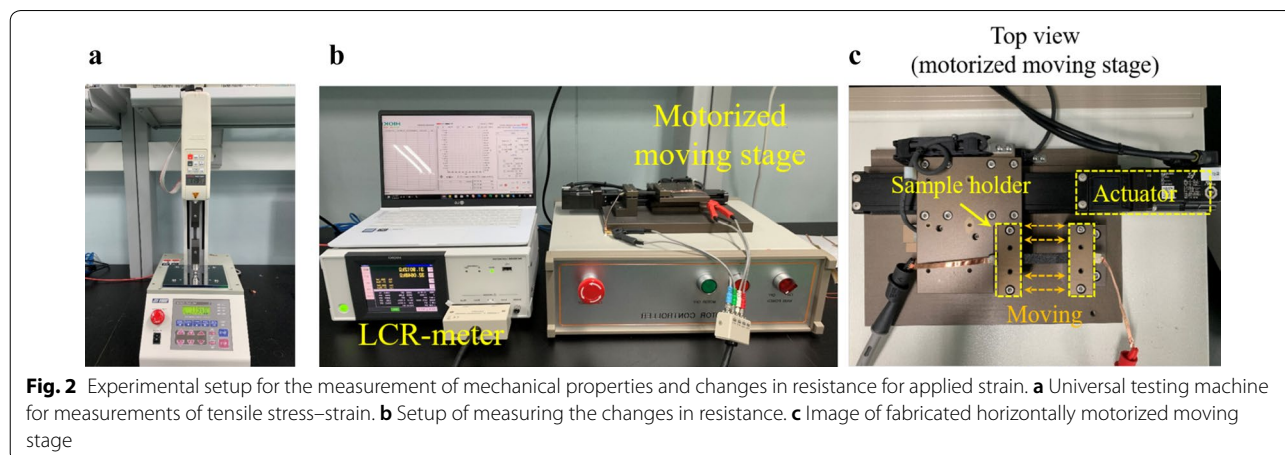 a
b
c
Top view
(motorized moving stage)
Motorized
moving stage
LCR-meter
HIOKI
Sample holder
Actuator
Moving
Fig. 2 Experimental setup for the measurement of mechanical properties and changes in resistance for applied strain. a Universal testing machine
for measurements of tensile stress–strain. b Setup of measuring the changes in resistance. c Image of fabricated horizontally motorized moving
stage